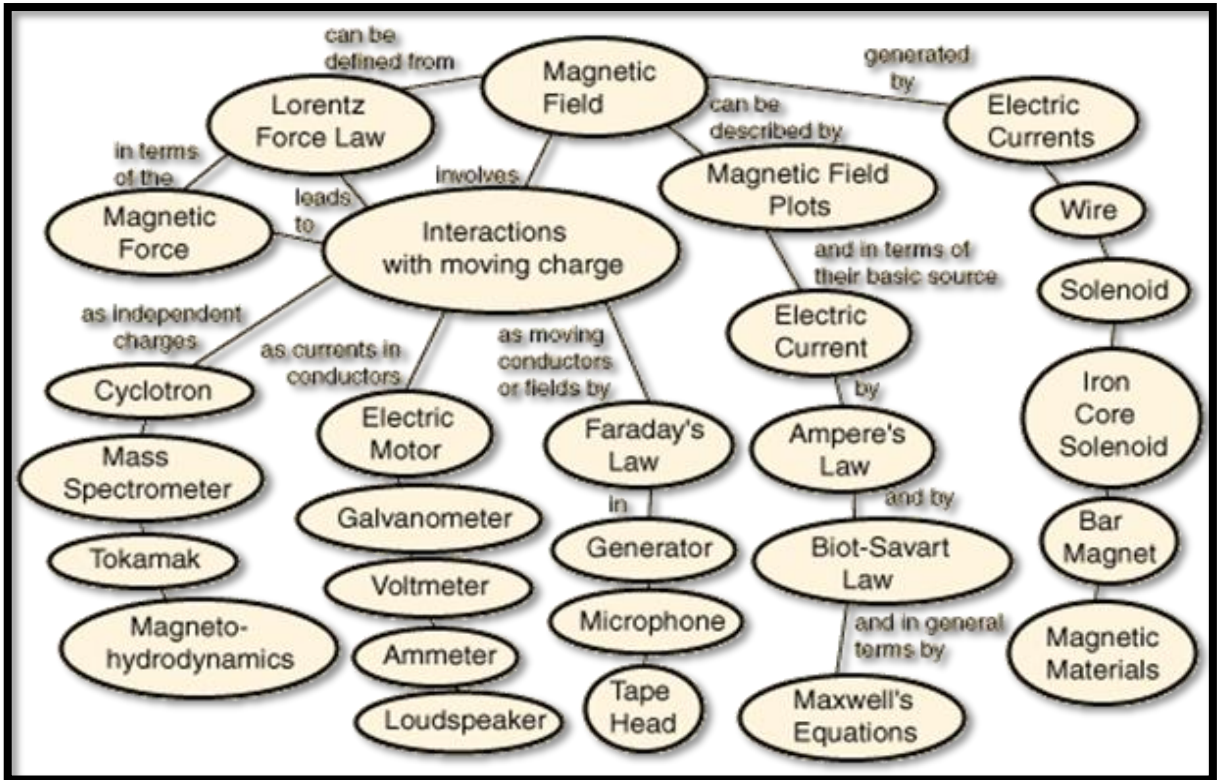 can be
defined from
Magnetic
Field
generated
by
Lorentz
Force Law
can be
described by
Electric
Currents
in terms
of the
involves
Magnetic Field
Plots
leads
to
Magnetic
Force
Interactions
with moving charge
Wire
and in terms of
their basic source
Solenoid
as independent
charges
as currents in
conductors
as moving
conductors
or fields by
Electric
Current
by
Iron
Core
Solenoid
Cyclotron
Electric
Motor
Faraday's
Law
Ampere's
Law
Mass
Spectrometer
in
and by
Galvanometer
Generator
Biot-Savart
Law
Bar
Magnet
Tokamak
Voltmeter
Microphone
and in general
terms by
Magneto-
hydrodynamics
Ammeter
Magnetic
Materials
Loudspeaker
Tape
Head
Maxwell's
Equations